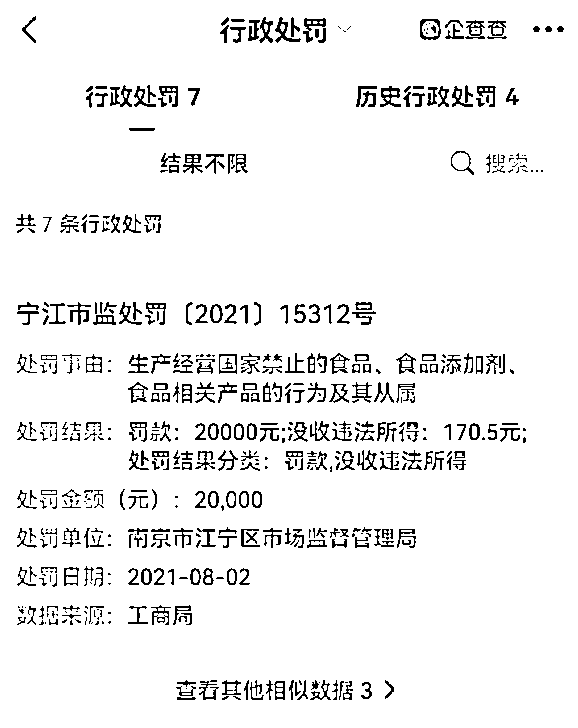 行政处罚 企查查
行政处罚 7 历史行政处罚 4
结果不限 搜索...
共 7 条行政处罚
宁江市监处罚〔2021〕15312号
处罚事由：生产经营国家禁止的食品、食品添加剂、
食品相关产品的行为及其从属
处罚结果：罚款：20000元;没收违法所得：170.5元;
处罚结果分类：罚款,没收违法所得
处罚金额（元）：20,000
处罚单位：南京市江宁区市场监督管理局
处罚日期：2021-08-02
数据来源：工商局
查看其他相似数据 3